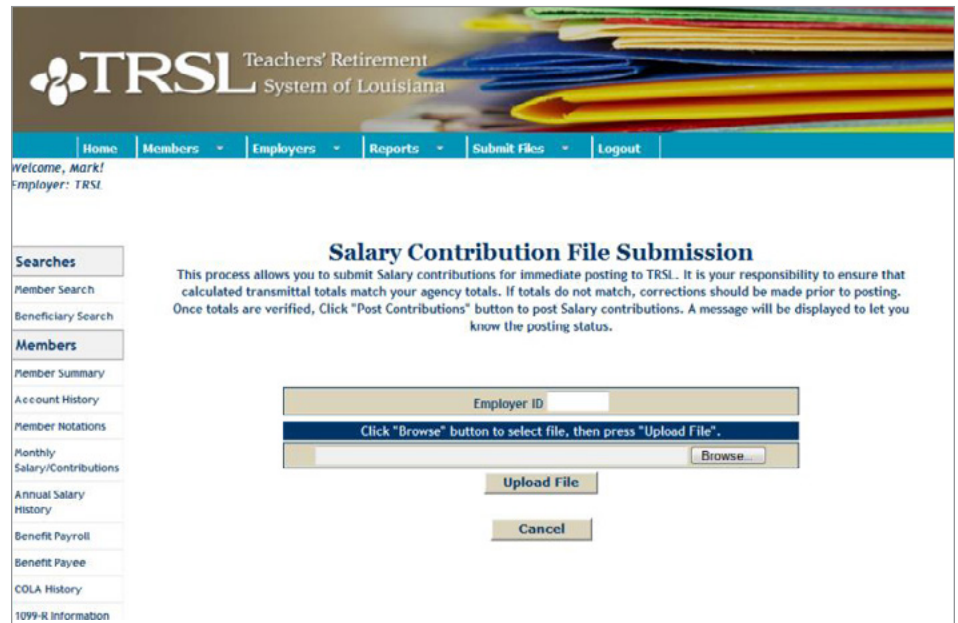 TRSL Teachers' Retirement
System of Louisiana
Home Members Employers Reports Submit Files Logout
Welcome, Mark!
Employer: TRSL
Salary Contribution File Submission
This process allows you to submit Salary contributions for immediate posting to TRSL. It is your responsibility to ensure that
calculated transmittal totals match your agency totals. If totals do not match, corrections should be made prior to posting.
Once totals are verified, Click "Post Contributions" button to post Salary contributions. A message will be displayed to let you
know the posting status.
Searches
Member Search
Beneficiary Search
Members
Member Summary
Account History
Member Notations
Monthly
Salary/Contributions
Annual Salary
History
Benefit Payroll
Benefit Payee
COLA History
1099-R Information
Employer ID
Click "Browse" button to select file, then press "Upload File".
Browse...
Upload File
Cancel